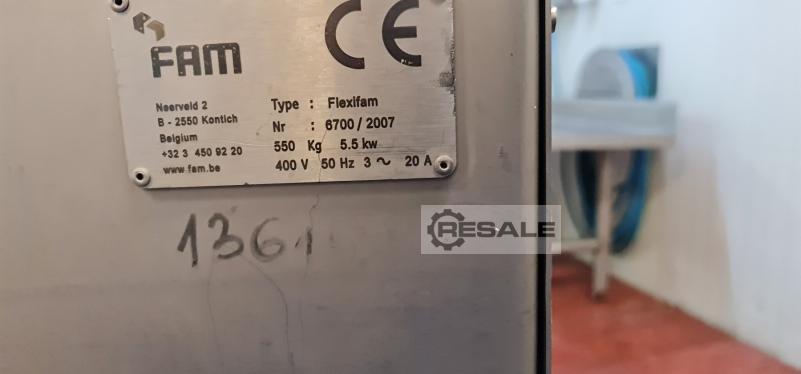 FAM
CE
Neerveld 2
B - 2550 Kontich
Belgium
+32 3 450 92 20
www.fam.be
Type : Flexifam
Nr : 6700 / 2007
550 Kg 5.5 kw
400 V 50 Hz 3 ~ 20 A
1361
RESALE